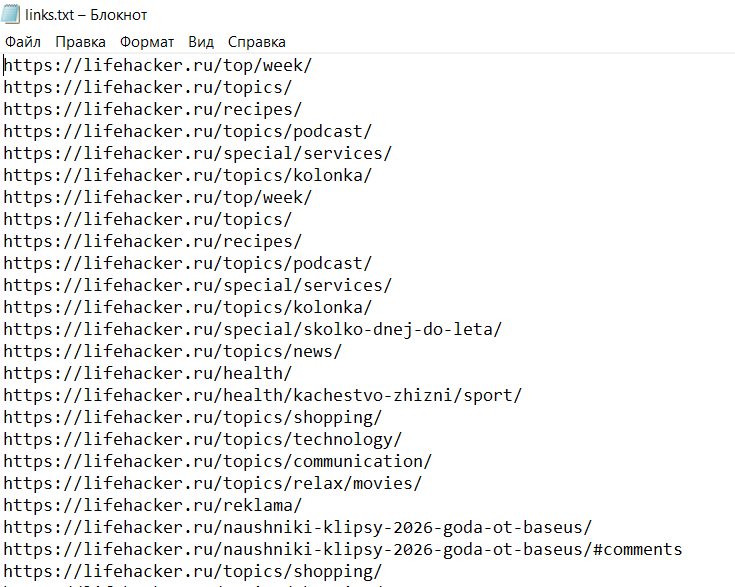 links.txt – Блокнот
Файл Правка Формат Вид Справка
https://lifehacker.ru/top/week/
https://lifehacker.ru/topics/
https://lifehacker.ru/recipes/
https://lifehacker.ru/topics/podcast/
https://lifehacker.ru/special/services/
https://lifehacker.ru/topics/kolonka/
https://lifehacker.ru/top/week/
https://lifehacker.ru/topics/
https://lifehacker.ru/recipes/
https://lifehacker.ru/topics/podcast/
https://lifehacker.ru/special/services/
https://lifehacker.ru/topics/kolonka/
https://lifehacker.ru/special/skolko-dnej-do-leta/
https://lifehacker.ru/topics/news/
https://lifehacker.ru/health/
https://lifehacker.ru/health/kachestvo-zhizni/sport/
https://lifehacker.ru/topics/shopping/
https://lifehacker.ru/topics/technology/
https://lifehacker.ru/topics/communication/
https://lifehacker.ru/topics/relax/movies/
https://lifehacker.ru/reklama/
https://lifehacker.ru/naushniki-klipsy-2026-goda-ot-baseus/
https://lifehacker.ru/naushniki-klipsy-2026-goda-ot-baseus/#comments
https://lifehacker.ru/topics/shopping/